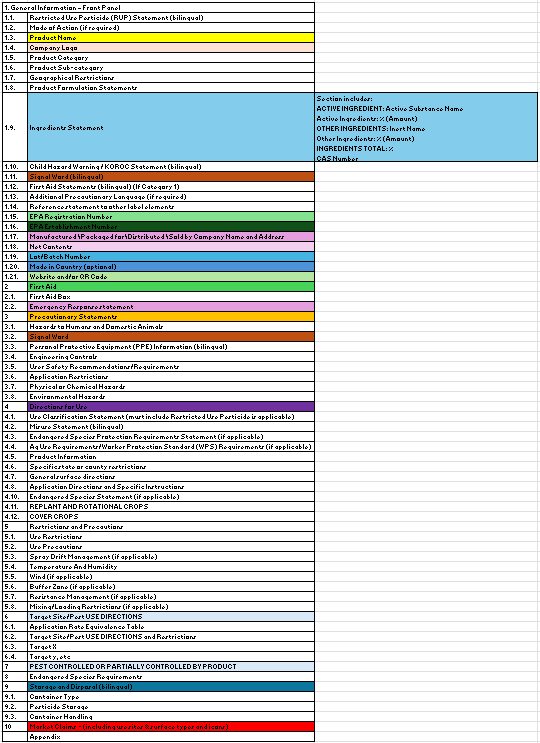 1. General Information - Front Panel
1.1. Restricted Use Pesticide (RUP) Statement (bilingual)
1.2. Mode of Action (if required)
1.3. Product Name
1.4. Company Logo
1.5. Product Category
1.6. Product Sub-category
1.7. Geographical Restrictions
1.8. Product Formulation Statements
1.9. Ingredients Statement
Section includes:
ACTIVE INGREDIENT: Active Substance Name
Active Ingredients: % (Amount)
OTHER INGREDIENTS: Inert Name
Other Ingredients: % (Amount)
INGREDIENTS TOTAL: %
CAS Number
1.10. Child Hazard Warning / KOROC Statement (bilingual)
1.11. Signal Word (bilingual)
1.12. First Aid Statements (bilingual) (If Category 1)
1.13. Additional Precautionary Language (if required)
1.14. Reference statement to other label elements
1.15. EPA Registration Number
1.16. EPA Establishment Number
1.17. Manufactured \Packaged for\Distributed \Sold by Company Name and Address
1.18. Net Contents
1.19. Lot/Batch Number
1.20. Made in Country (optional)
1.21. Website and/or QR Code
2 First Aid
2.1. First Aid Box
2.2. Emergency Response statement
3 Precautionary Statements
3.1. Hazards to Humans and Domestic Animals
3.2. Signal Word
3.3. Personal Protective Equipment (PPE) Information (bilingual)
3.4. Engineering Controls
3.5. User Safety Recommendations/Requirements
3.6. Application Restrictions
3.7. Physical or Chemical Hazards
3.8. Environmental Hazards
4 Directions for Use
4.1. Use Classification Statement (must include Restricted Use Pesticide is applicable)
4.2. Misuse Statement (bilingual)
4.3. Endangered Species Protection Requirements Statement (if applicable)
4.4. Ag Use Requirements/Worker Protection Standard (WPS) Requirements (if applicable)
4.5. Product Information
4.6. Specific state or county restrictions
4.7. General surface directions
4.8. Application Directions and Specific Instructions
4.10. Endangered Species Statement (if applicable)
4.11. REPLANT AND ROTATIONAL CROPS
4.12. COVER CROPS
5 Restrictions and Precautions
5.1. Use Restrictions
5.2. Use Precautions
5.3. Spray Drift Management (if applicable)
5.4. Temperature And Humidity
5.5. Wind (if applicable)
5.6. Buffer Zone (if applicable)
5.7. Resistance Management (if applicable)
5.8. Mixing/Loading Restrictions (if applicable)
6 Target Site/Pest USE DIRECTIONS
6.1. Application Rate Equivalence Table
6.2. Target Site/Pest USE DIRECTIONS and Restrictions
6.3. Target X
6.4. Target y, etc
7 PEST CONTROLLED OR PARTIALLY CONTROLLED BY PRODUCT
8 Endangered Species Requirements
9 Storage and Disposal (bilingual)
9.1. Container Type
9.2. Pesticide Storage
9.3. Container Handling
10 Market Claims - (including use sites & surface types and icons)
Appendix